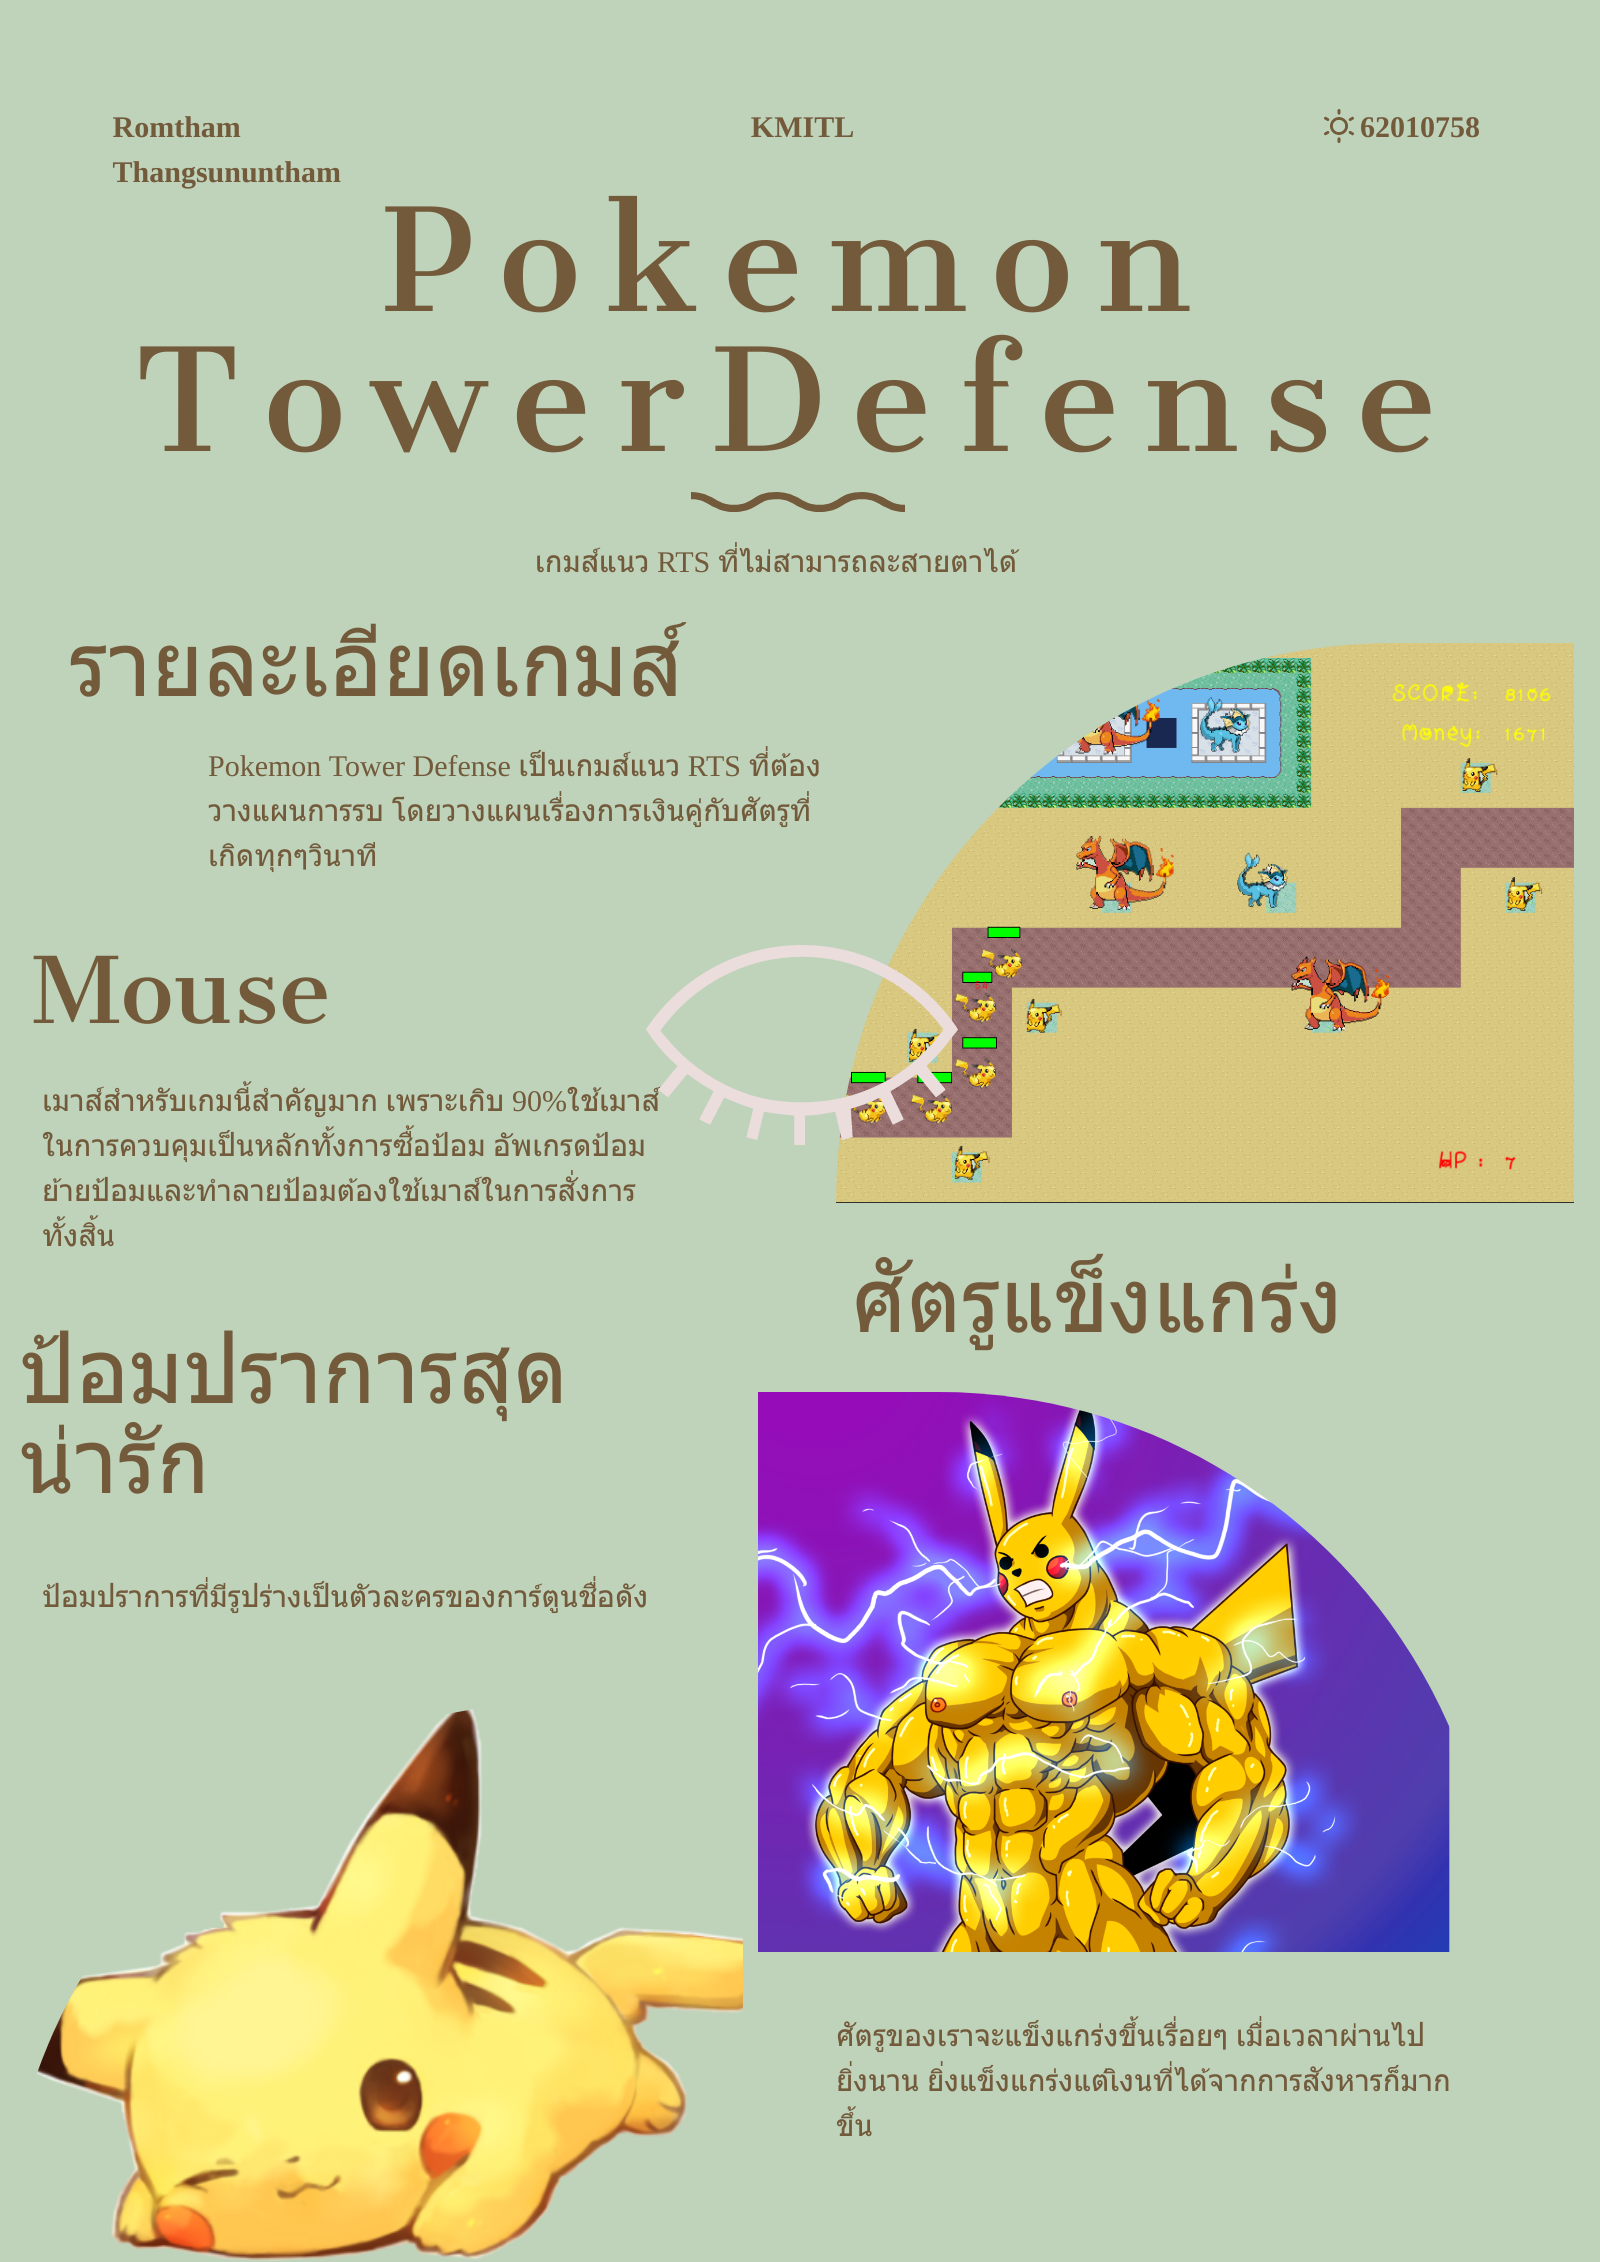 Romtham
Thangsununtham
KMITL
62010758
Pokemon
TowerDefense
เกมส์แนว RTS ที่ไม่สามารถละสายตาได้
รายละเอียดเกมส์
Pokemon Tower Defense เป็นเกมส์แนว RTS ที่ต้อง
วางแผนการรบ โดยวางแผนเรื่องการเงินคู่กับศัตรูที่
เกิดทุกๆวินาที
SCORE: 8106
Money: 1671
HP : 7
Mouse
เมาส์สำหรับเกมนี้สำคัญมาก เพราะเกิบ 90%ใช้เมาส์
ในการควบคุมเป็นหลักทั้งการซื้อป้อม อัพเกรดป้อม
ย้ายป้อมและทำลายป้อมต้องใช้เมาส์ในการสั่งการ
ทั้งสิ้น
ป้อมปราการสุด
น่ารัก
ป้อมปราการที่มีรูปร่างเป็นตัวละครของการ์ตูนชื่อดัง
ศัตรูแข็งแกร่ง
ศัตรูของเราจะแข็งแกร่งขึ้นเรื่อยๆ เมื่อเวลาผ่านไป
ยิ่งนาน ยิ่งแข็งแกร่งแต่เงนที่ได้จากการสังหารก็มาก
ขึ้น